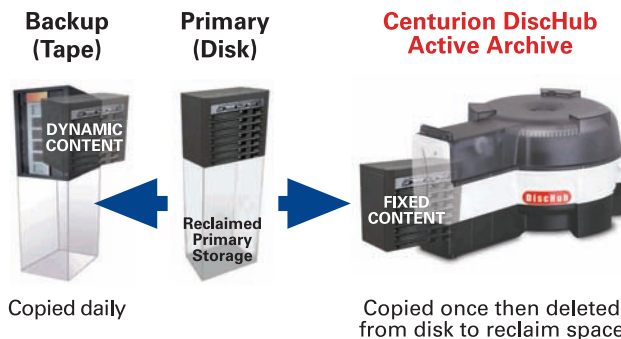 Backup
(Tape)
Primary
(Disk)
Centurion DiscHub
Active Archive
DYNAMIC
CONTENT
Reclaimed
Primary
Storage
FIXED
CONTENT
DiscHub
Copied daily
Copied once then deleted
from disk to reclaim space